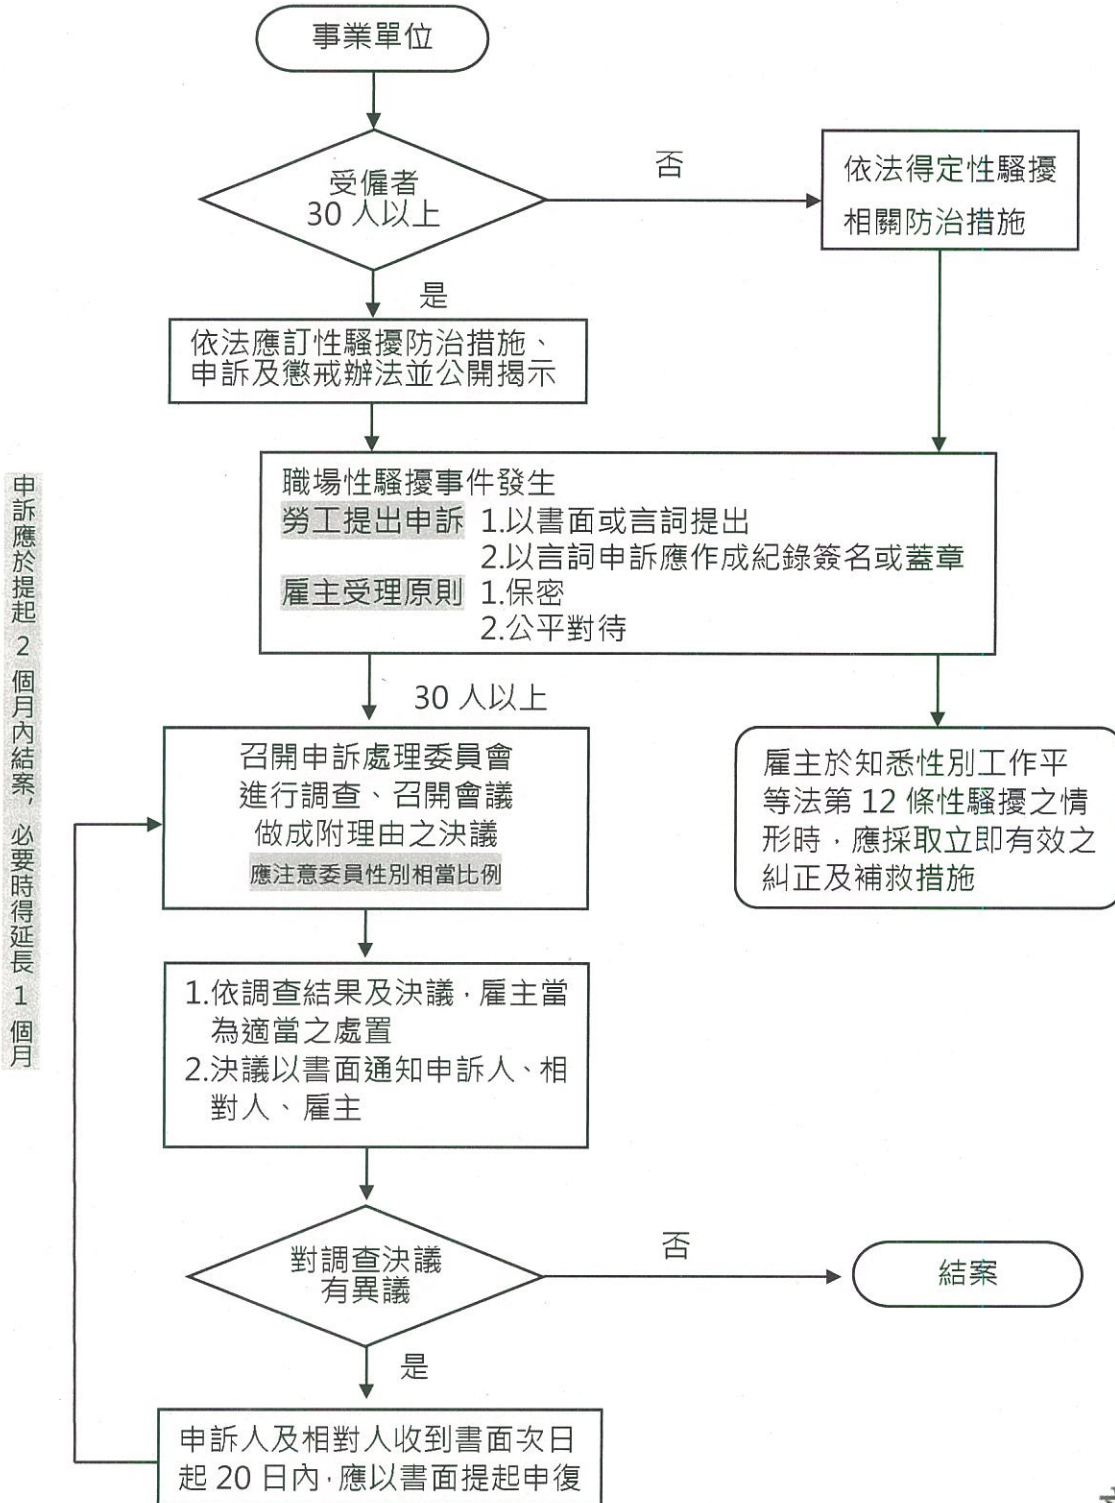 事業單位
受僱者
30 人以上
否
依法得定性騷擾
相關防治措施
是
依法應訂性騷擾防治措施、
申訴及懲戒辦法並公開揭示
職場性騷擾事件發生
勞工提出申訴 1.以書面或言詞提出
2.以言詞申訴應作成紀錄簽名或蓋章
雇主受理原則 1.保密
2.公平對待
申訴應於提起 2 個月內結案，必要時得延長 1 個月
30 人以上
召開申訴處理委員會
進行調查、召開會議
做成附理由之決議
應注意委員性別相當比例
雇主於知悉性別工作平
等法第 12 條性騷擾之情
形時，應採取立即有效之
糾正及補救措施
1.依調查結果及決議，雇主當
為適當之處置
2.決議以書面通知申訴人、相
對人、雇主
對調查決議
有異議
否
結案
是
申訴人及相對人收到書面次日
起 20 日內，應以書面提起申復